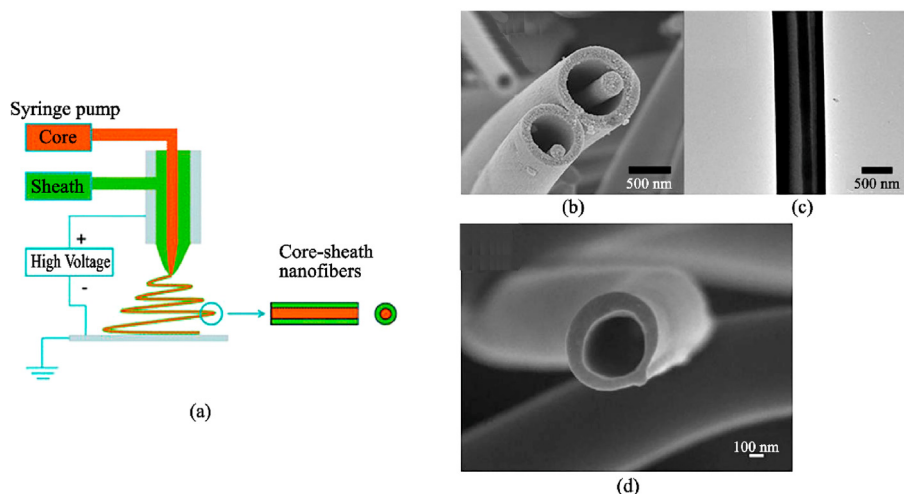 Syringe pump
Core
Sheath
+
High Voltage
-
Core-sheath
nanofibers
(a)
500 nm
(b)
500 nm
(c)
100 nm
(d)